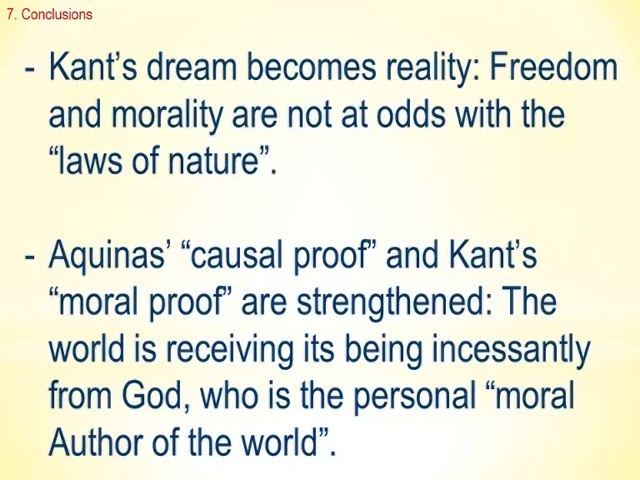 7. Conclusions
- Kant’s dream becomes reality: Freedom
and morality are not at odds with the
“laws of nature”.
- Aquinas’ “causal proof” and Kant’s
“moral proof” are strengthened: The
world is receiving its being incessantly
from God, who is the personal “moral
Author of the world”.